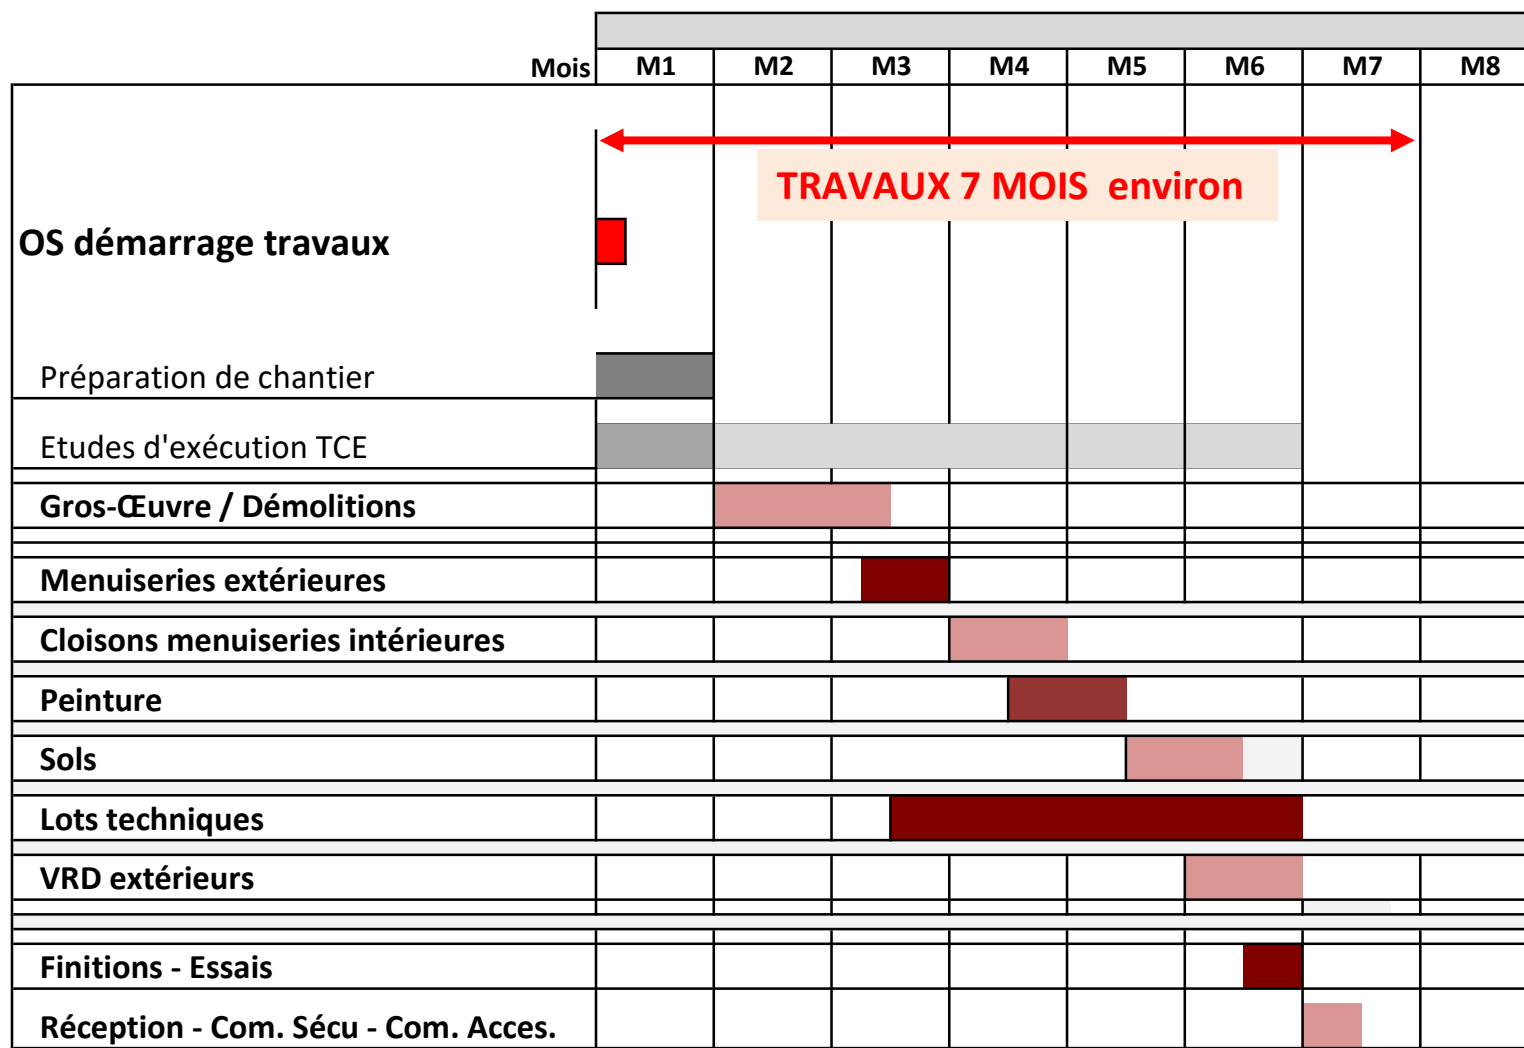 Mois M1 M2 M3 M4 M5 M6 M7 M8
TRAVAUX 7 MOIS environ
OS démarrage travaux
Préparation de chantier
Etudes d'exécution TCE
Gros-Œuvre / Démolitions
Menuiseries extérieures
Cloisons menuiseries intérieures
Peinture
Sols
Lots techniques
VRD extérieurs
Finitions - Essais
Réception - Com. Sécu - Com. Acces.